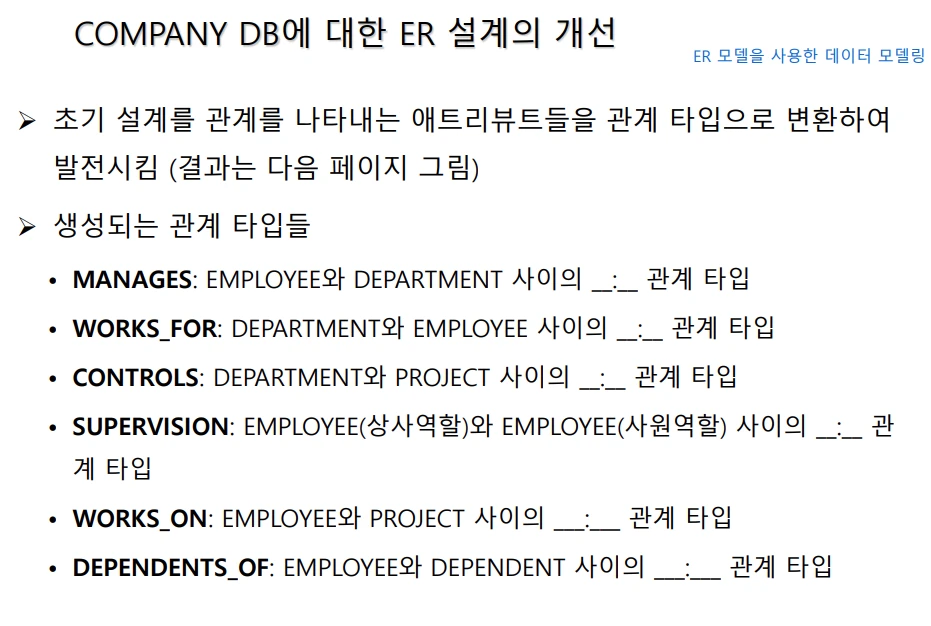 COMPANY DB에 대한 ER 설계의 개선
ER 모델을 사용한 데이터 모델링
➢ 초기 설계를 관계를 나타내는 애트리뷰트들을 관계 타입으로 변환하여
발전시킴 (결과는 다음 페이지 그림)
➢ 생성되는 관계 타입들
• MANAGES: EMPLOYEE와 DEPARTMENT 사이의 __:__ 관계 타입
• WORKS_FOR: DEPARTMENT와 EMPLOYEE 사이의 __:__ 관계 타입
• CONTROLS: DEPARTMENT와 PROJECT 사이의 __:__ 관계 타입
• SUPERVISION: EMPLOYEE(상사역할)와 EMPLOYEE(사원역할) 사이의 __:__ 관
계 타입
• WORKS_ON: EMPLOYEE와 PROJECT 사이의 ___:___ 관계 타입
• DEPENDENTS_OF: EMPLOYEE와 DEPENDENT 사이의 ___:___ 관계 타입